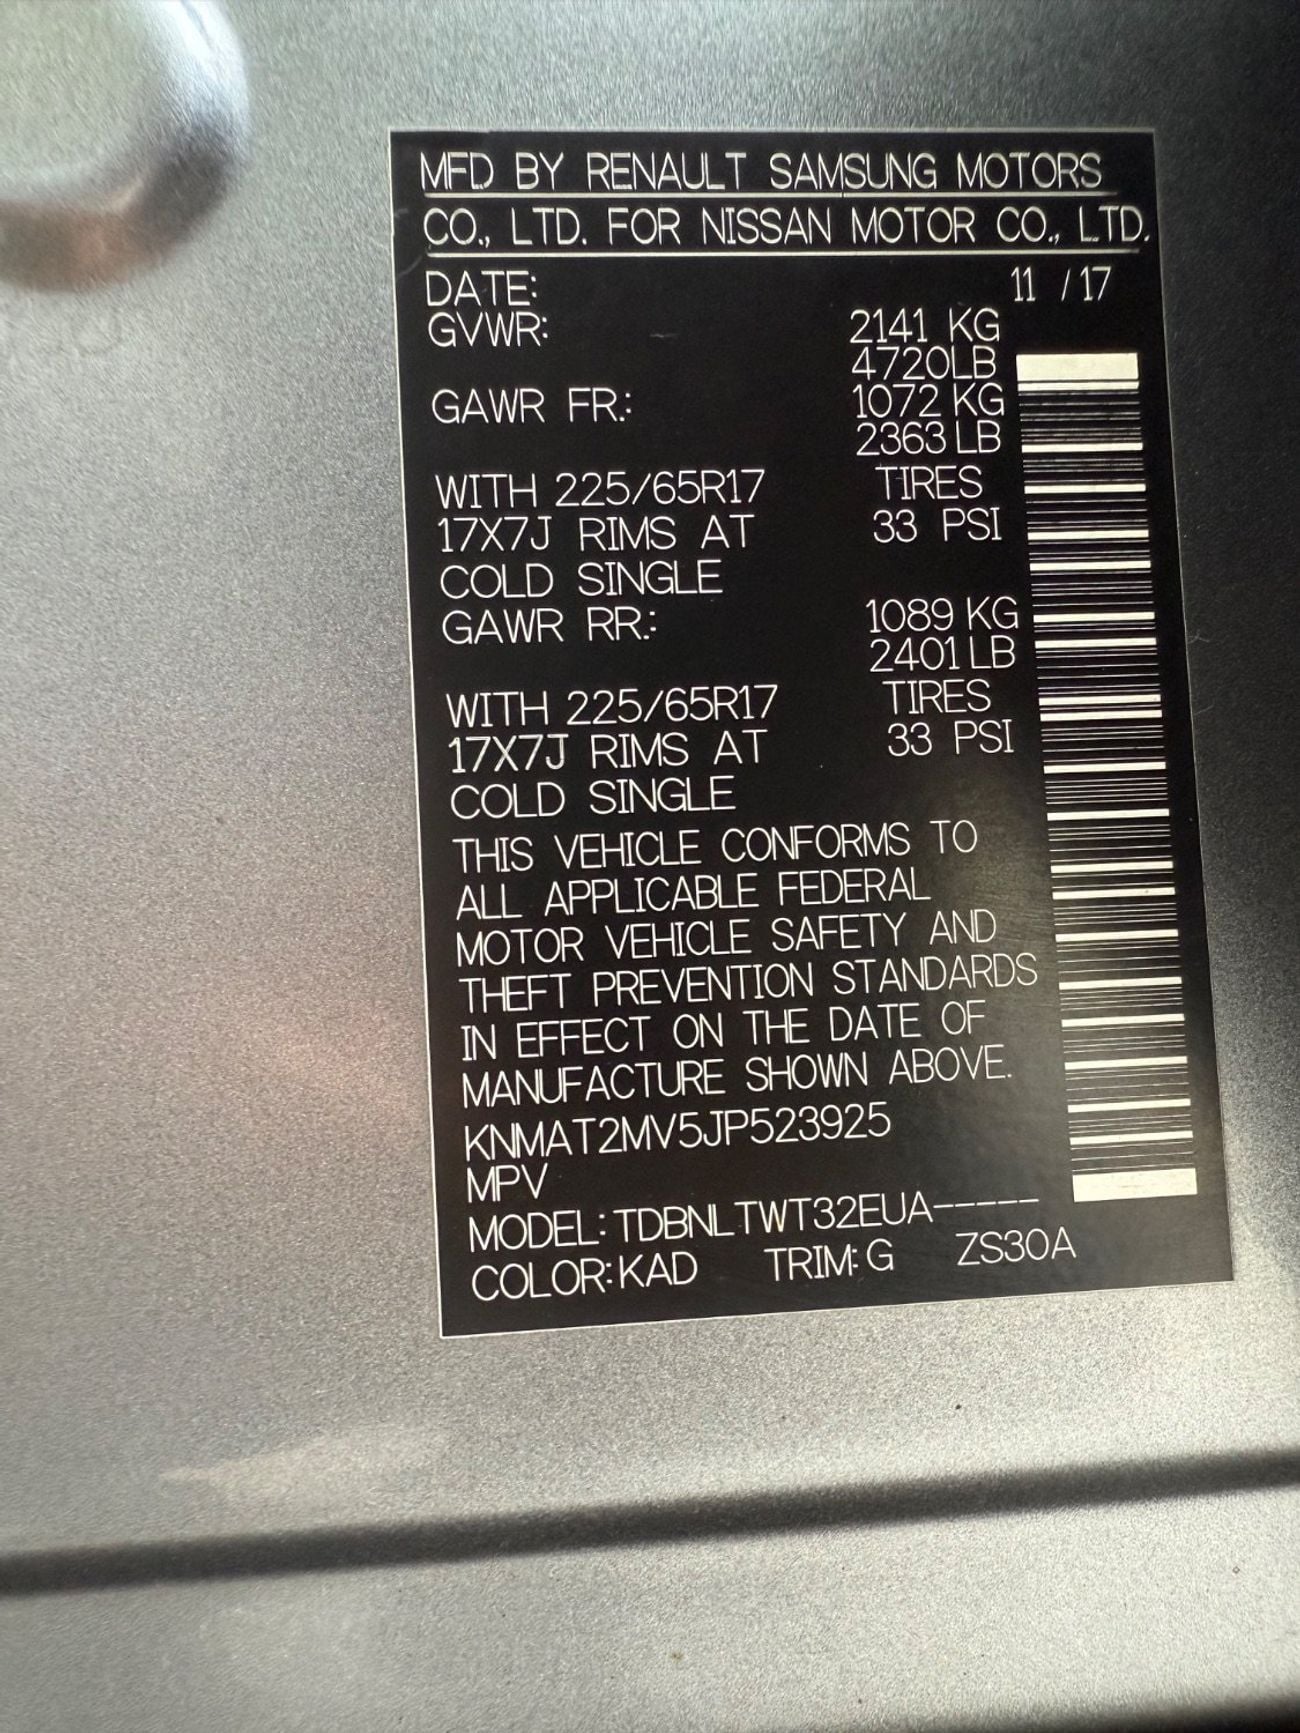 MFD BY RENAULT SAMSUNG MOTORS
CO., LTD. FOR NISSAN MOTOR CO., LTD.
DATE: 11 / 17
GVWR: 2141 KG
4720LB
GAWR FR.: 1072 KG
2363 LB
WITH 225/65R17 TIRES
17X7J RIMS AT 33 PSI
COLD SINGLE
GAWR RR.: 1089 KG
2401 LB
WITH 225/65R17 TIRES
17X7J RIMS AT 33 PSI
COLD SINGLE
THIS VEHICLE CONFORMS TO
ALL APPLICABLE FEDERAL
MOTOR VEHICLE SAFETY AND
THEFT PREVENTION STANDARDS
IN EFFECT ON THE DATE OF
MANUFACTURE SHOWN ABOVE.
KNMAT2MV5JP523925
MPV
MODEL: TDBNLTWT32EUA-----
COLOR: KAD TRIM: G ZS30A